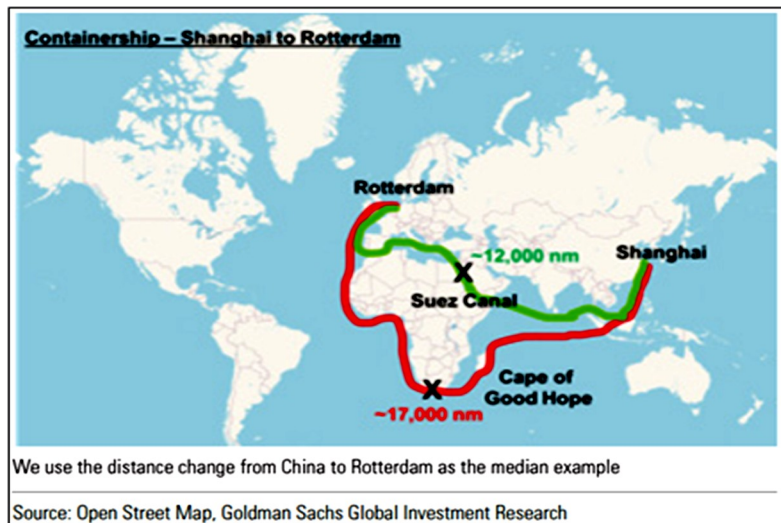 Containership – Shanghai to Rotterdam
Rotterdam
~12,000 nm
Shanghai
Suez Canal
Cape of
Good Hope
~17,000 nm
We use the distance change from China to Rotterdam as the median example
Source: Open Street Map, Goldman Sachs Global Investment Research